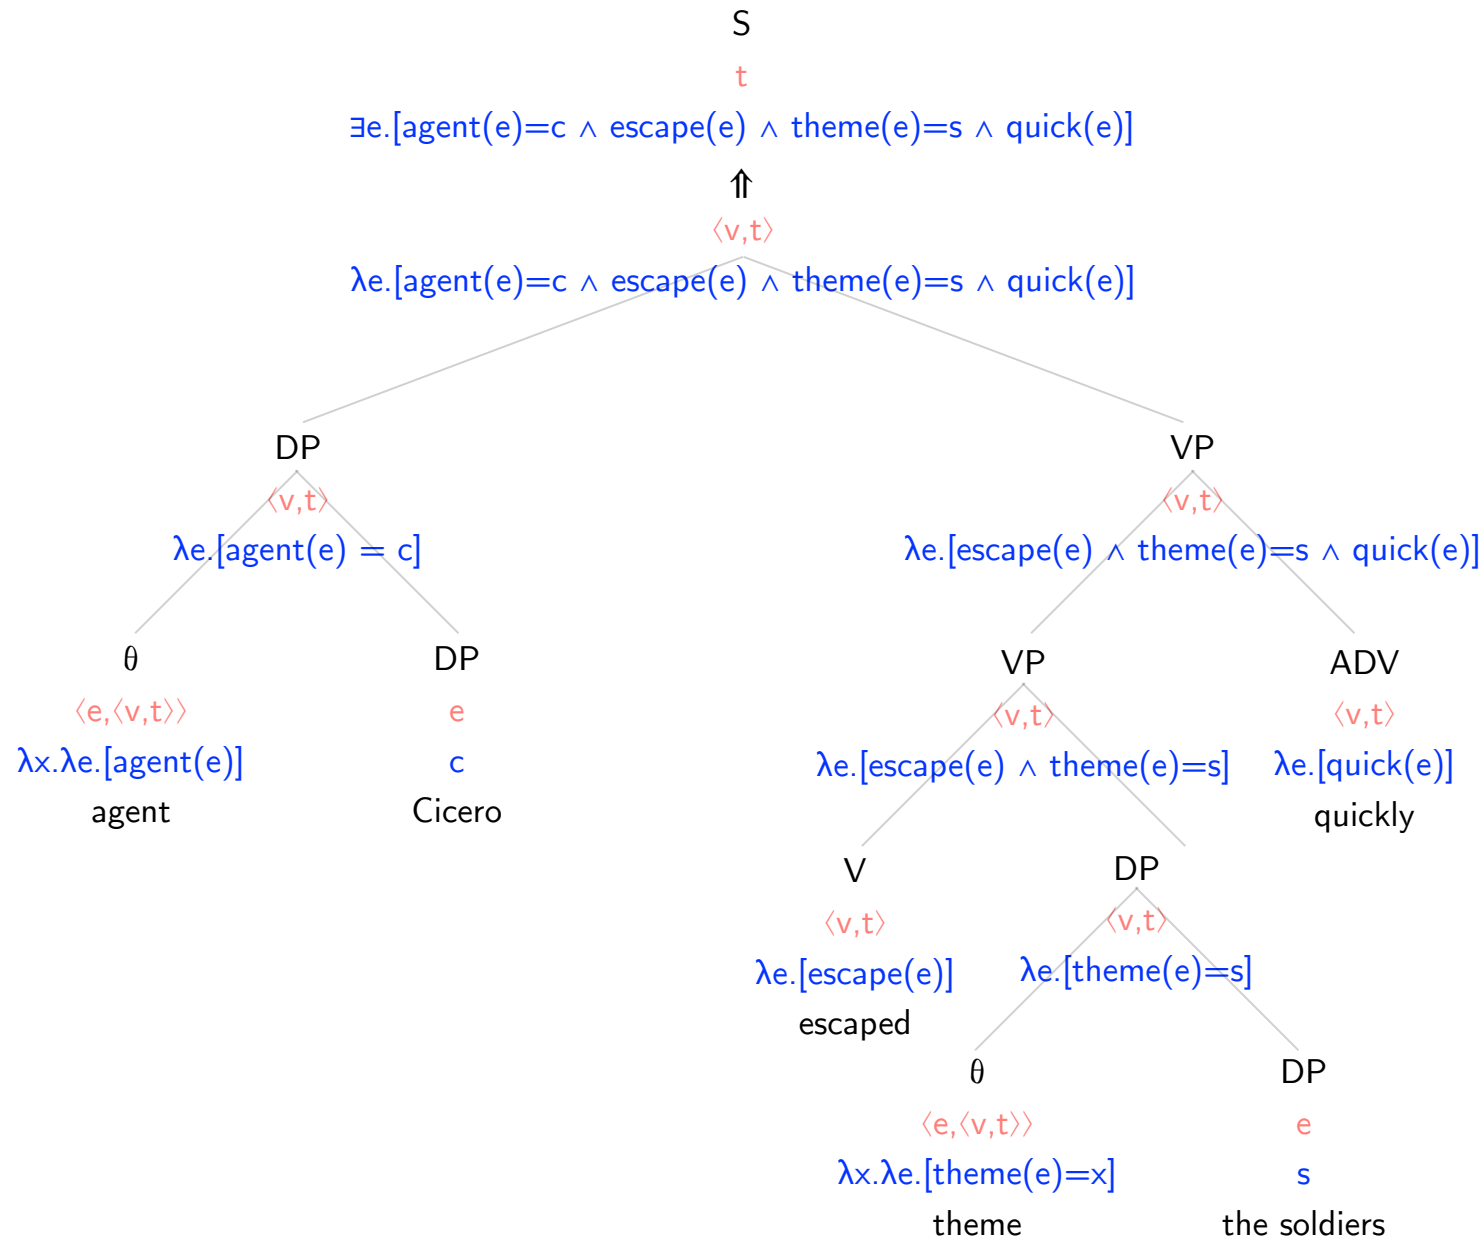 S
t
∃e.[agent(e)=c ∧ escape(e) ∧ theme(e)=s ∧ quick(e)]
⇑
⟨v,t⟩
λe.[agent(e)=c ∧ escape(e) ∧ theme(e)=s ∧ quick(e)]
DP
⟨v,t⟩
λe.[agent(e) = c]
θ
⟨e,⟨v,t⟩⟩
λx.λe.[agent(e)]
agent
DP
e
c
Cicero
VP
⟨v,t⟩
λe.[escape(e) ∧ theme(e)=s ∧ quick(e)]
VP
⟨v,t⟩
λe.[escape(e) ∧ theme(e)=s]
V
⟨v,t⟩
λe.[escape(e)]
escaped
DP
⟨v,t⟩
λe.[theme(e)=s]
θ
⟨e,⟨v,t⟩⟩
λx.λe.[theme(e)=x]
theme
DP
e
s
the soldiers
ADV
⟨v,t⟩
λe.[quick(e)]
quickly